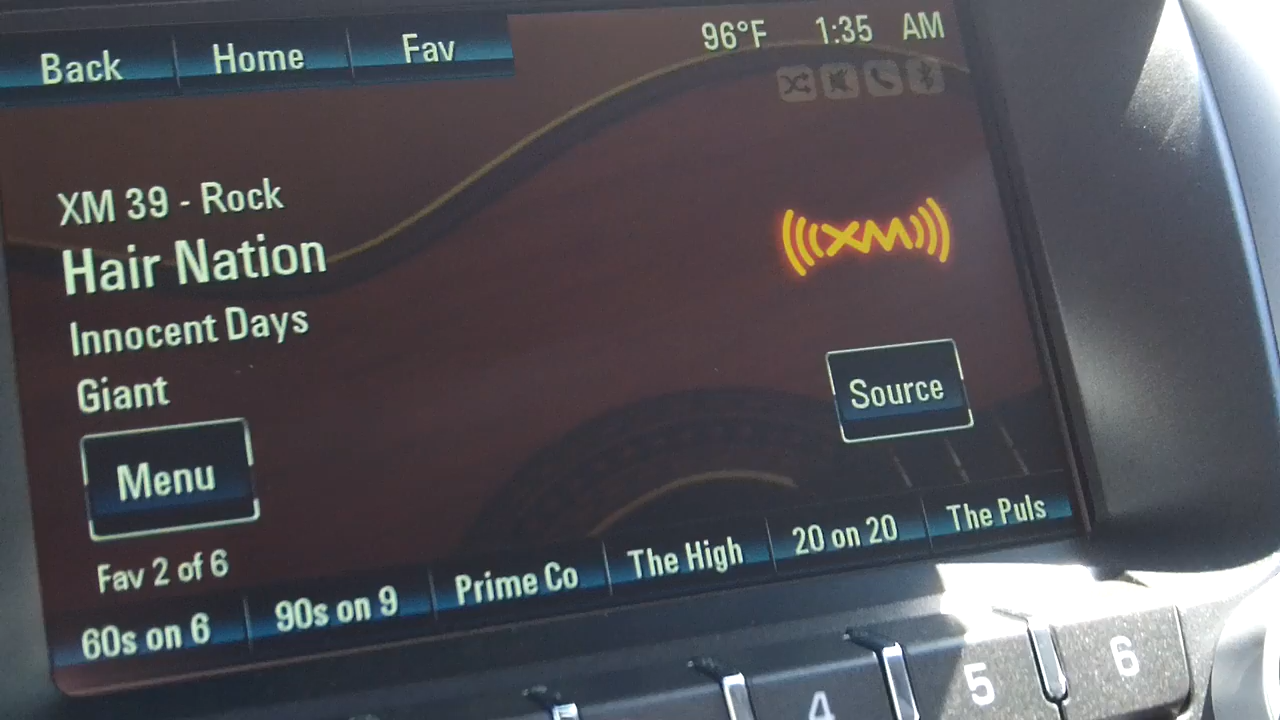 Back Home Fav 96°F 1:35 AM
XM 39 - Rock
Hair Nation
XM
Innocent Days
Giant
Source
Menu
Fav 2 of 6
60s on 6 90s on 9 Prime Co The High 20 on 20 The Puls
4 5 6